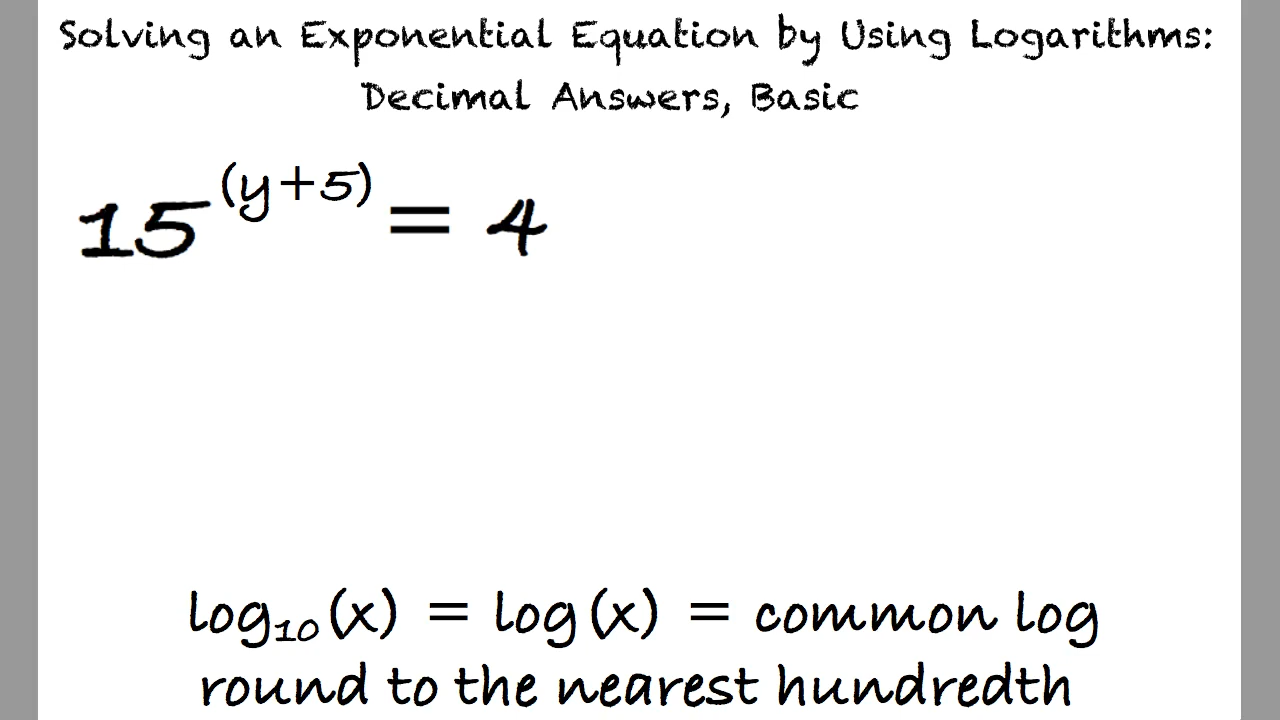 Solving an Exponential Equation by Using Logarithms:
Decimal Answers, Basic
15^(y+5) = 4
log₁₀(x) = log(x) = common log
round to the nearest hundredth